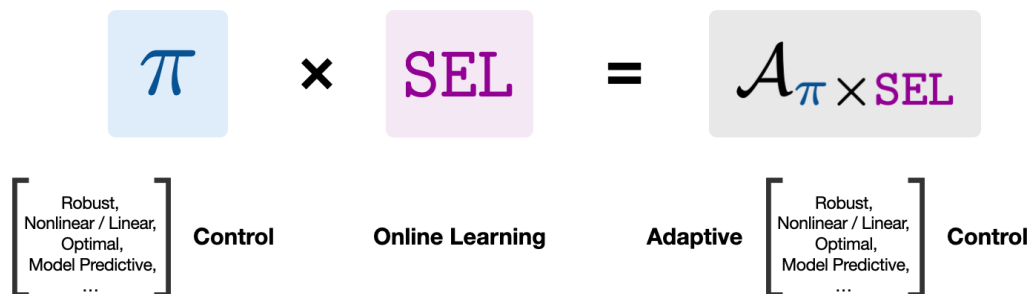 π × SEL = 𝒜π × SEL
Robust,
Nonlinear / Linear,
Optimal,
Model Predictive,
...
Control
Online Learning
Adaptive
Robust,
Nonlinear / Linear,
Optimal,
Model Predictive,
...
Control